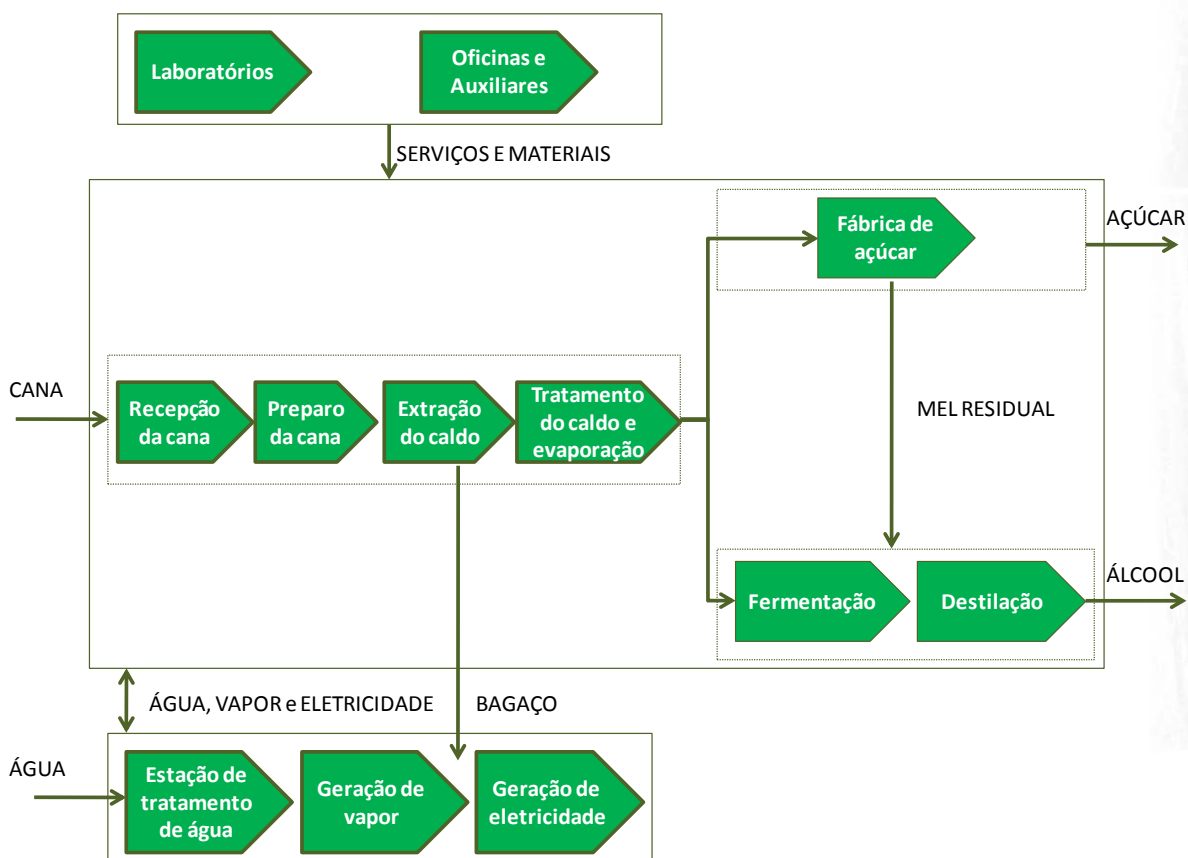 Laboratórios
Oficinas e
Auxiliares
SERVIÇOS E MATERIAIS
Fábrica de
açúcar
AÇÚCAR
CANA
Recepção
da cana
Preparo
da cana
Extração
do caldo
Tratamento
do caldo e
evaporação
MEL RESIDUAL
Fermentação
Destilação
ÁLCOOL
ÁGUA, VAPOR e ELETRICIDADE
BAGAÇO
ÁGUA
Estação de
tratamento
de água
Geração de
vapor
Geração de
eletricidade